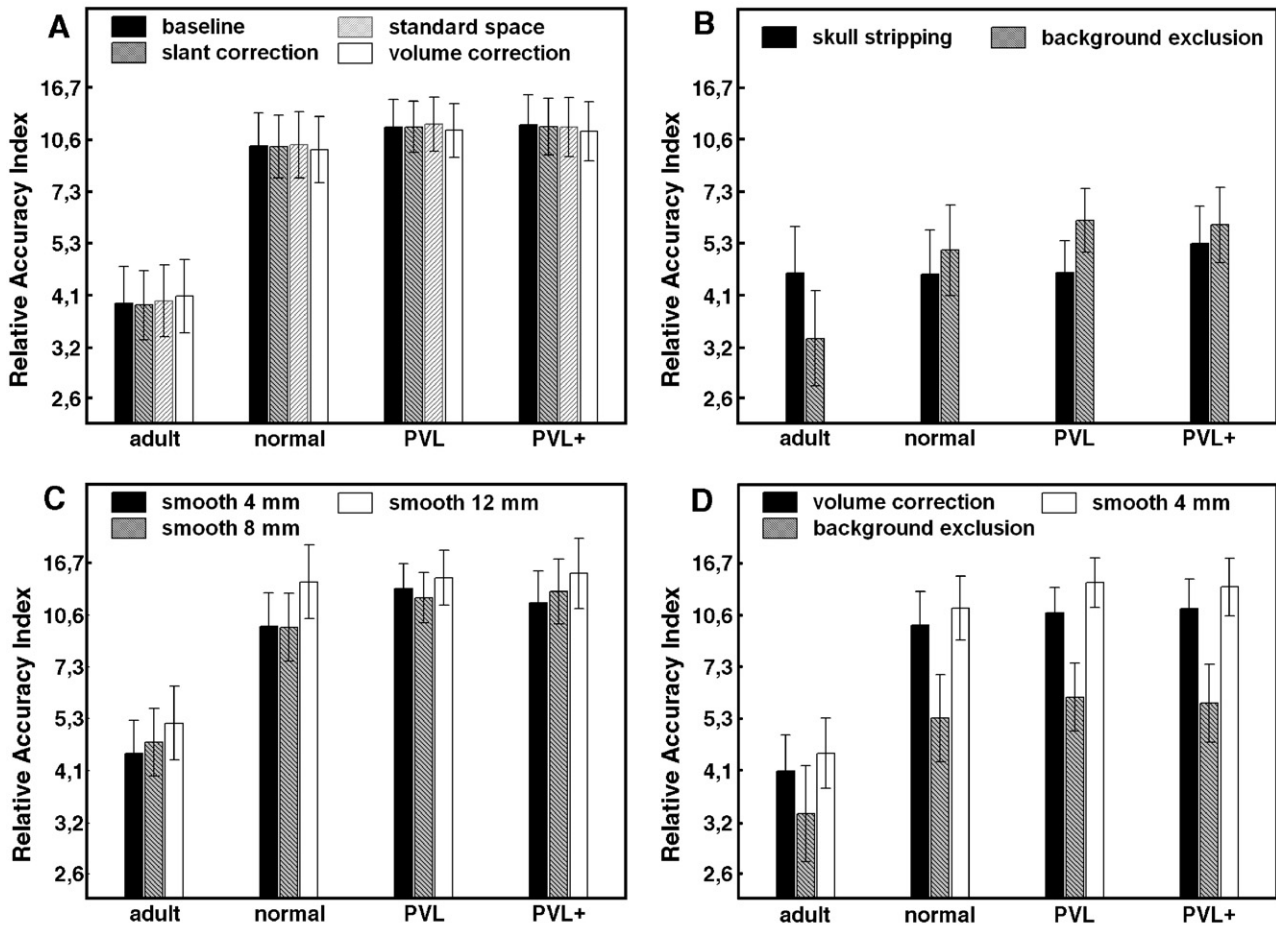 A
baseline
standard space
slant correction
volume correction
Relative Accuracy Index
16,7
10,6
7,3
5,3
4,1
3,2
2,6
adult normal PVL PVL+
B
skull stripping
background exclusion
Relative Accuracy Index
16,7
10,6
7,3
5,3
4,1
3,2
2,6
adult normal PVL PVL+
C
smooth 4 mm
smooth 12 mm
smooth 8 mm
Relative Accuracy Index
16,7
10,6
7,3
5,3
4,1
3,2
2,6
adult normal PVL PVL+
D
volume correction
smooth 4 mm
background exclusion
Relative Accuracy Index
16,7
10,6
7,3
5,3
4,1
3,2
2,6
adult normal PVL PVL+